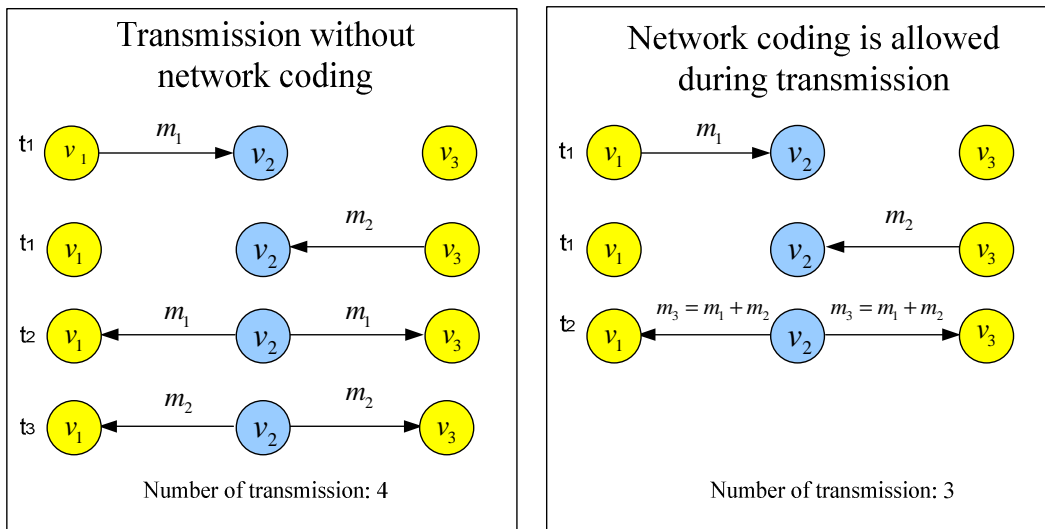 Transmission without
network coding
t1 v1 m1 v2 v3
t1 v1 v2 m2 v3
t2 v1 m1 v2 m1 v3
t3 v1 m2 v2 m2 v3
Number of transmission: 4
Network coding is allowed
during transmission
t1 v1 m1 v2 v3
t1 v1 v2 m2 v3
t2 v1 m3 = m1 + m2 v2 m3 = m1 + m2 v3
Number of transmission: 3